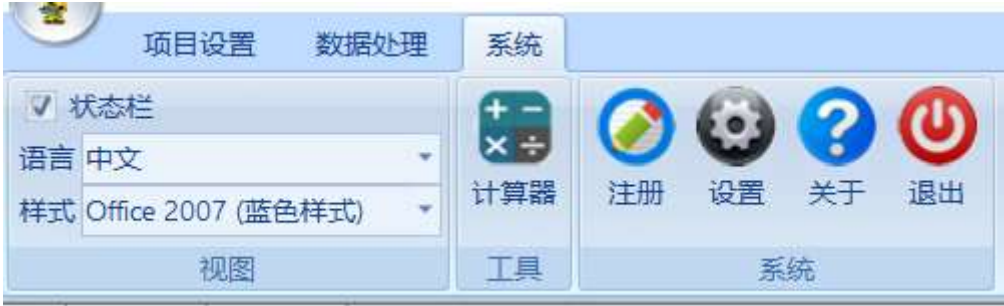 项目设置 数据处理 系统
状态栏
语言 中文
样式 Office 2007 (蓝色样式)
计算器 注册 设置 关于 退出
视图 工具 系统